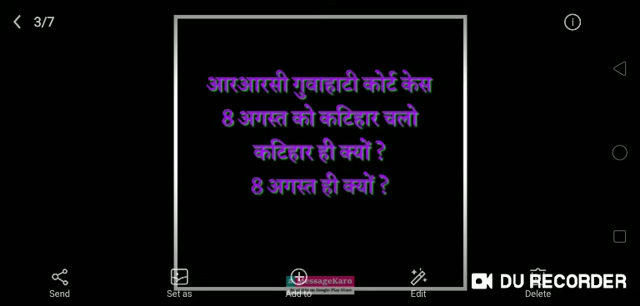 3/7
आरआरसी गुवाहाटी कोर्ट केस
8 अगस्त को कटिहार चलो
कटिहार ही क्यों ?
8 अगस्त ही क्यों ?
MessageKaro
Send
Set as
Add to
Edit
Delete
DU RECORDER